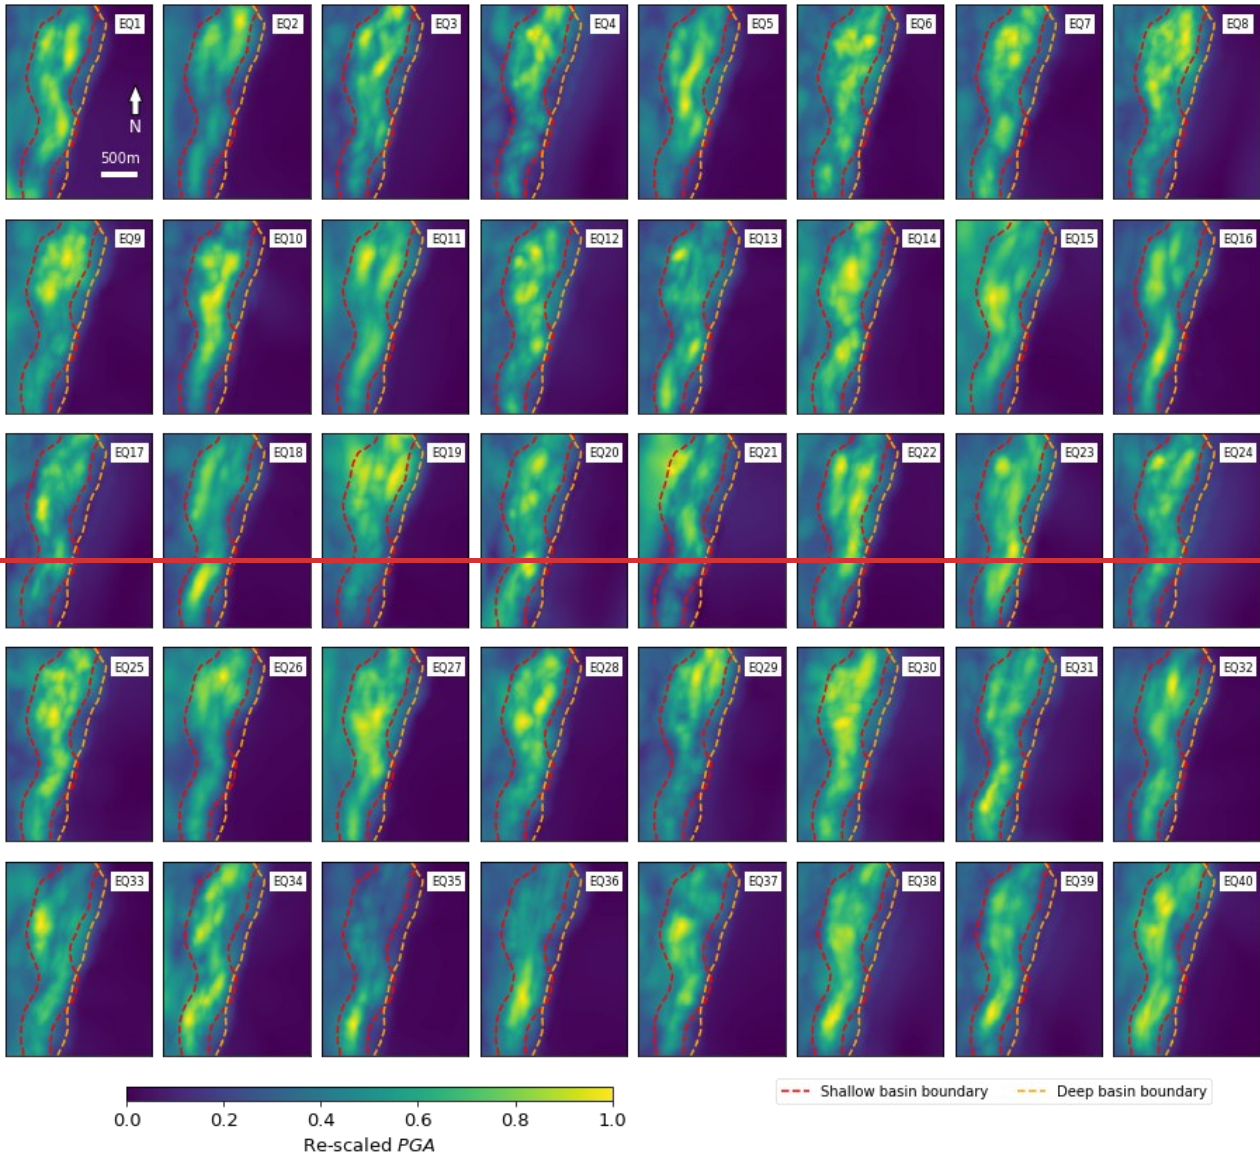 EQ1 EQ2 EQ3 EQ4 EQ5 EQ6 EQ7 EQ8
N
500m
EQ9 EQ10 EQ11 EQ12 EQ13 EQ14 EQ15 EQ16
EQ17 EQ18 EQ19 EQ20 EQ21 EQ22 EQ23 EQ24
EQ25 EQ26 EQ27 EQ28 EQ29 EQ30 EQ31 EQ32
EQ33 EQ34 EQ35 EQ36 EQ37 EQ38 EQ39 EQ40
Shallow basin boundary Deep basin boundary
0.0 0.2 0.4 0.6 0.8 1.0
Re-scaled PGA